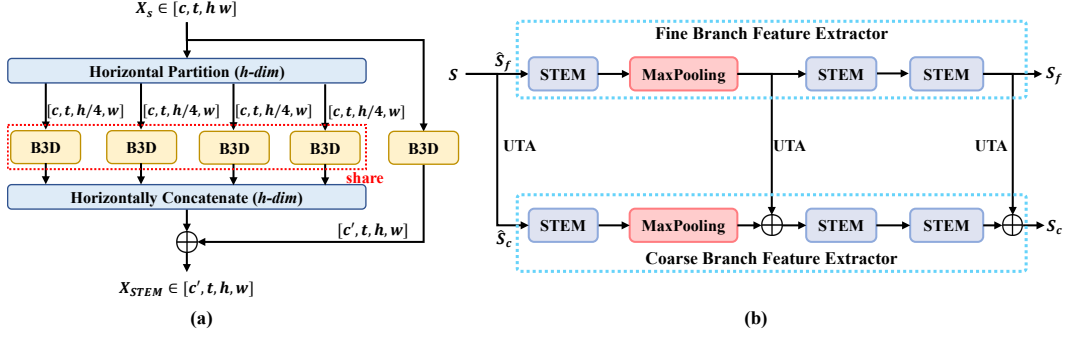 X_s ∈ [c, t, h w]
Horizontal Partition (h-dim)
[c, t, h/4, w] [c, t, h/4, w] [c, t, h/4, w] [c, t, h/4, w]
B3D B3D B3D B3D B3D
share
Horizontally Concatenate (h-dim)
[c′, t, h, w]
X_STEM ∈ [c′, t, h, w]
(a)
Fine Branch Feature Extractor
S Ŝ_f STEM MaxPooling STEM STEM S_f
UTA UTA UTA
Ŝ_c STEM MaxPooling STEM STEM S_c
Coarse Branch Feature Extractor
(b)